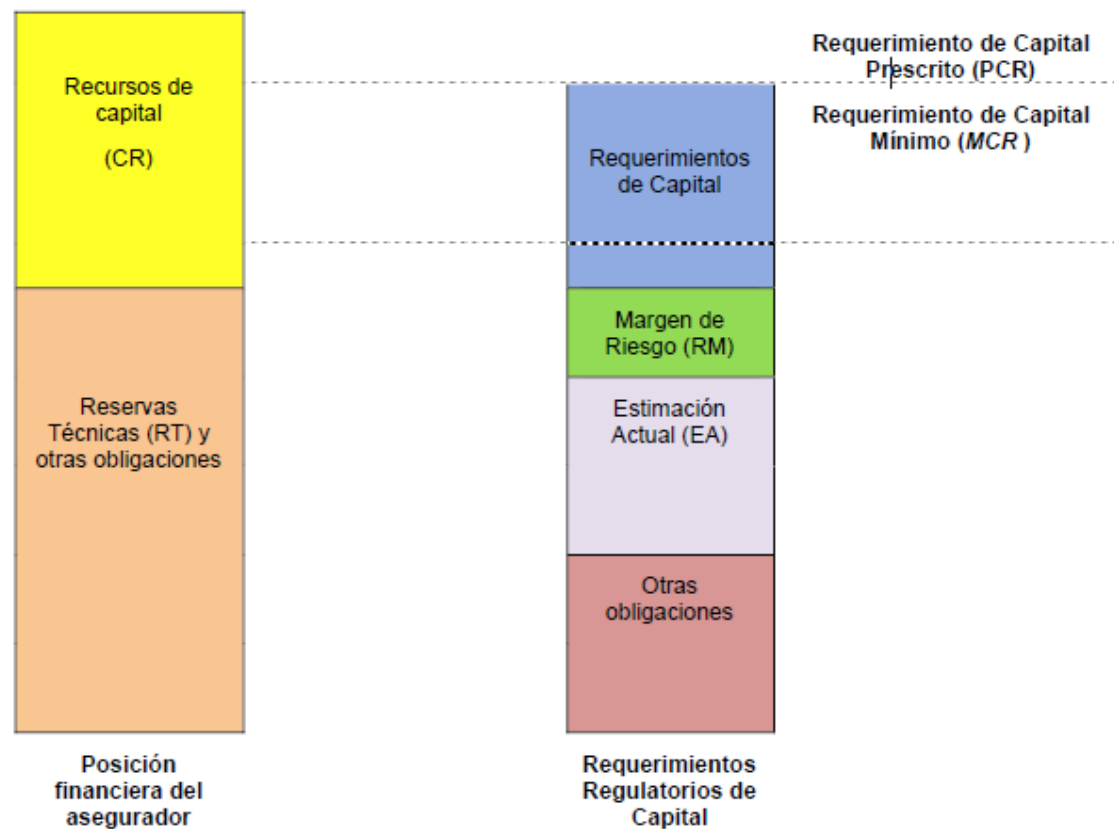 Recursos de
capital
(CR)
Reservas
Técnicas (RT) y
otras obligaciones
Posición
financiera del
asegurador
Requerimientos
de Capital
Margen de
Riesgo (RM)
Estimación
Actual (EA)
Otras
obligaciones
Requerimientos
Regulatorios de
Capital
Requerimiento de Capital
Prescrito (PCR)
Requerimiento de Capital
Mínimo (MCR )